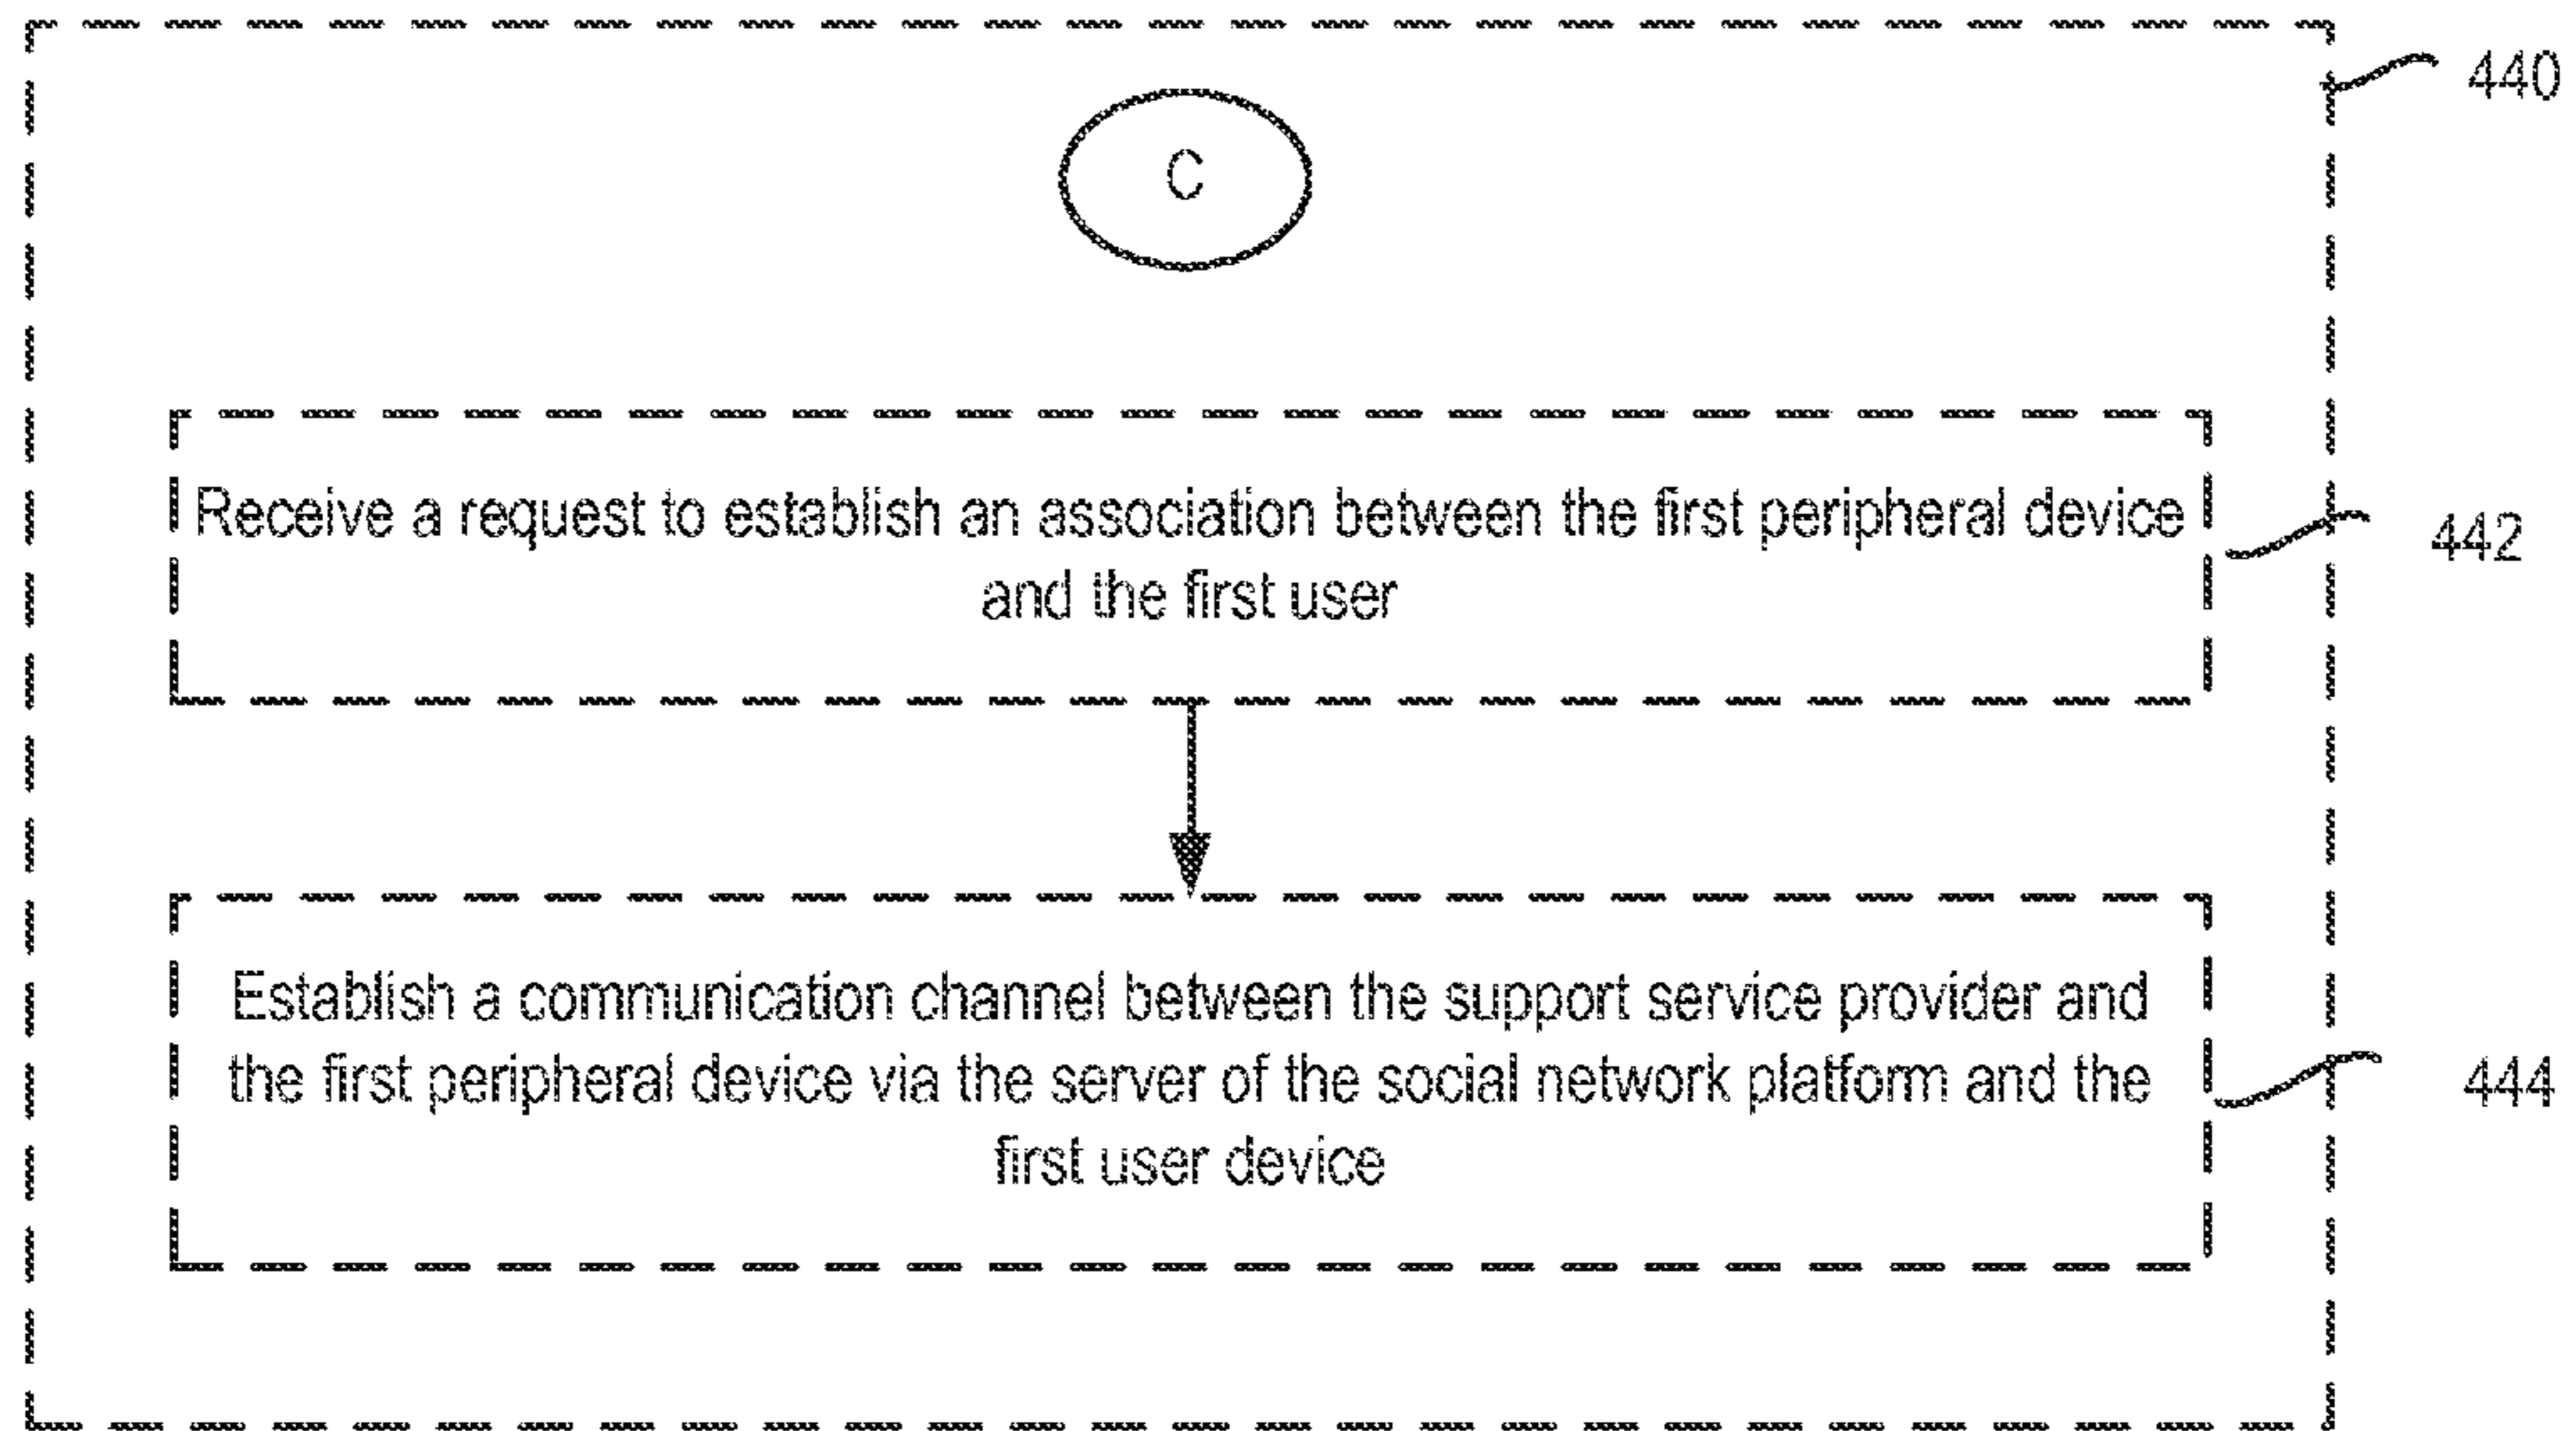 440
C
Receive a request to establish an association between the first peripheral device
and the first user
442
Establish a communication channel between the support service provider and
the first peripheral device via the server of the social network platform and the
first user device
444